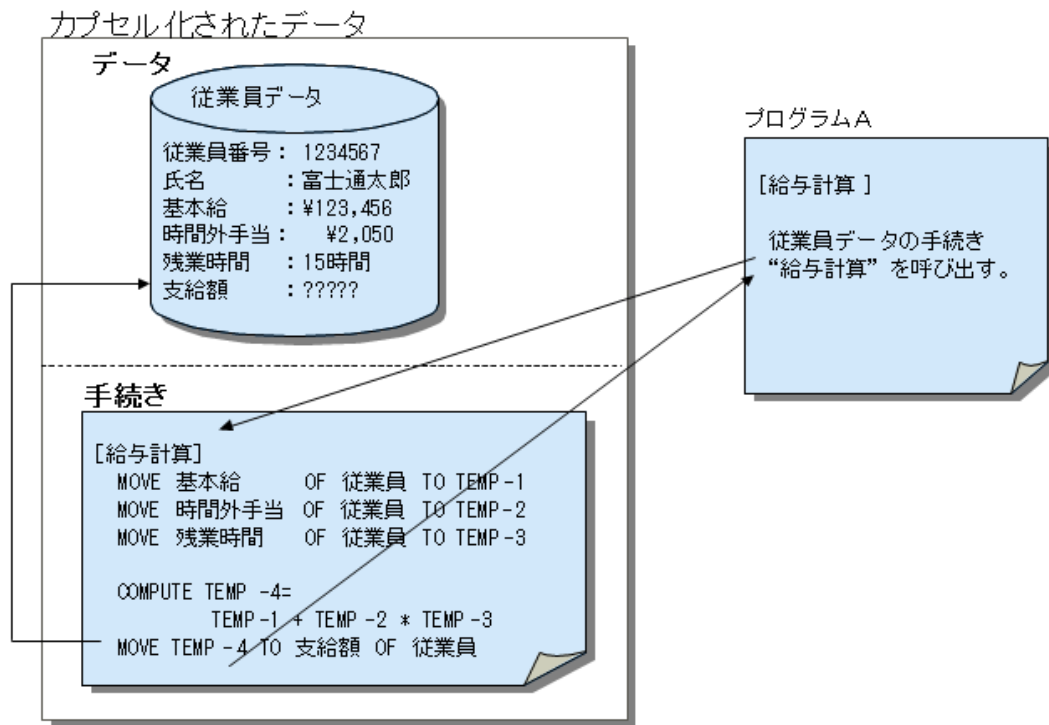 カプセル化されたデータ
データ
従業員データ
従業員番号： 1234567
氏名　　　：富士通太郎
基本給　　：¥123,456
時間外手当：　 ¥2,050
残業時間　：15時間
支給額　　：?????
手続き
[給与計算]
MOVE 基本給　　 OF 従業員 TO TEMP-1
MOVE 時間外手当 OF 従業員 TO TEMP-2
MOVE 残業時間　 OF 従業員 TO TEMP-3
COMPUTE TEMP -4=
TEMP-1 + TEMP -2 * TEMP -3
MOVE TEMP -4 TO 支給額 OF 従業員
プログラムA
[給与計算 ]
従業員データの手続き
“給与計算” を呼び出す。